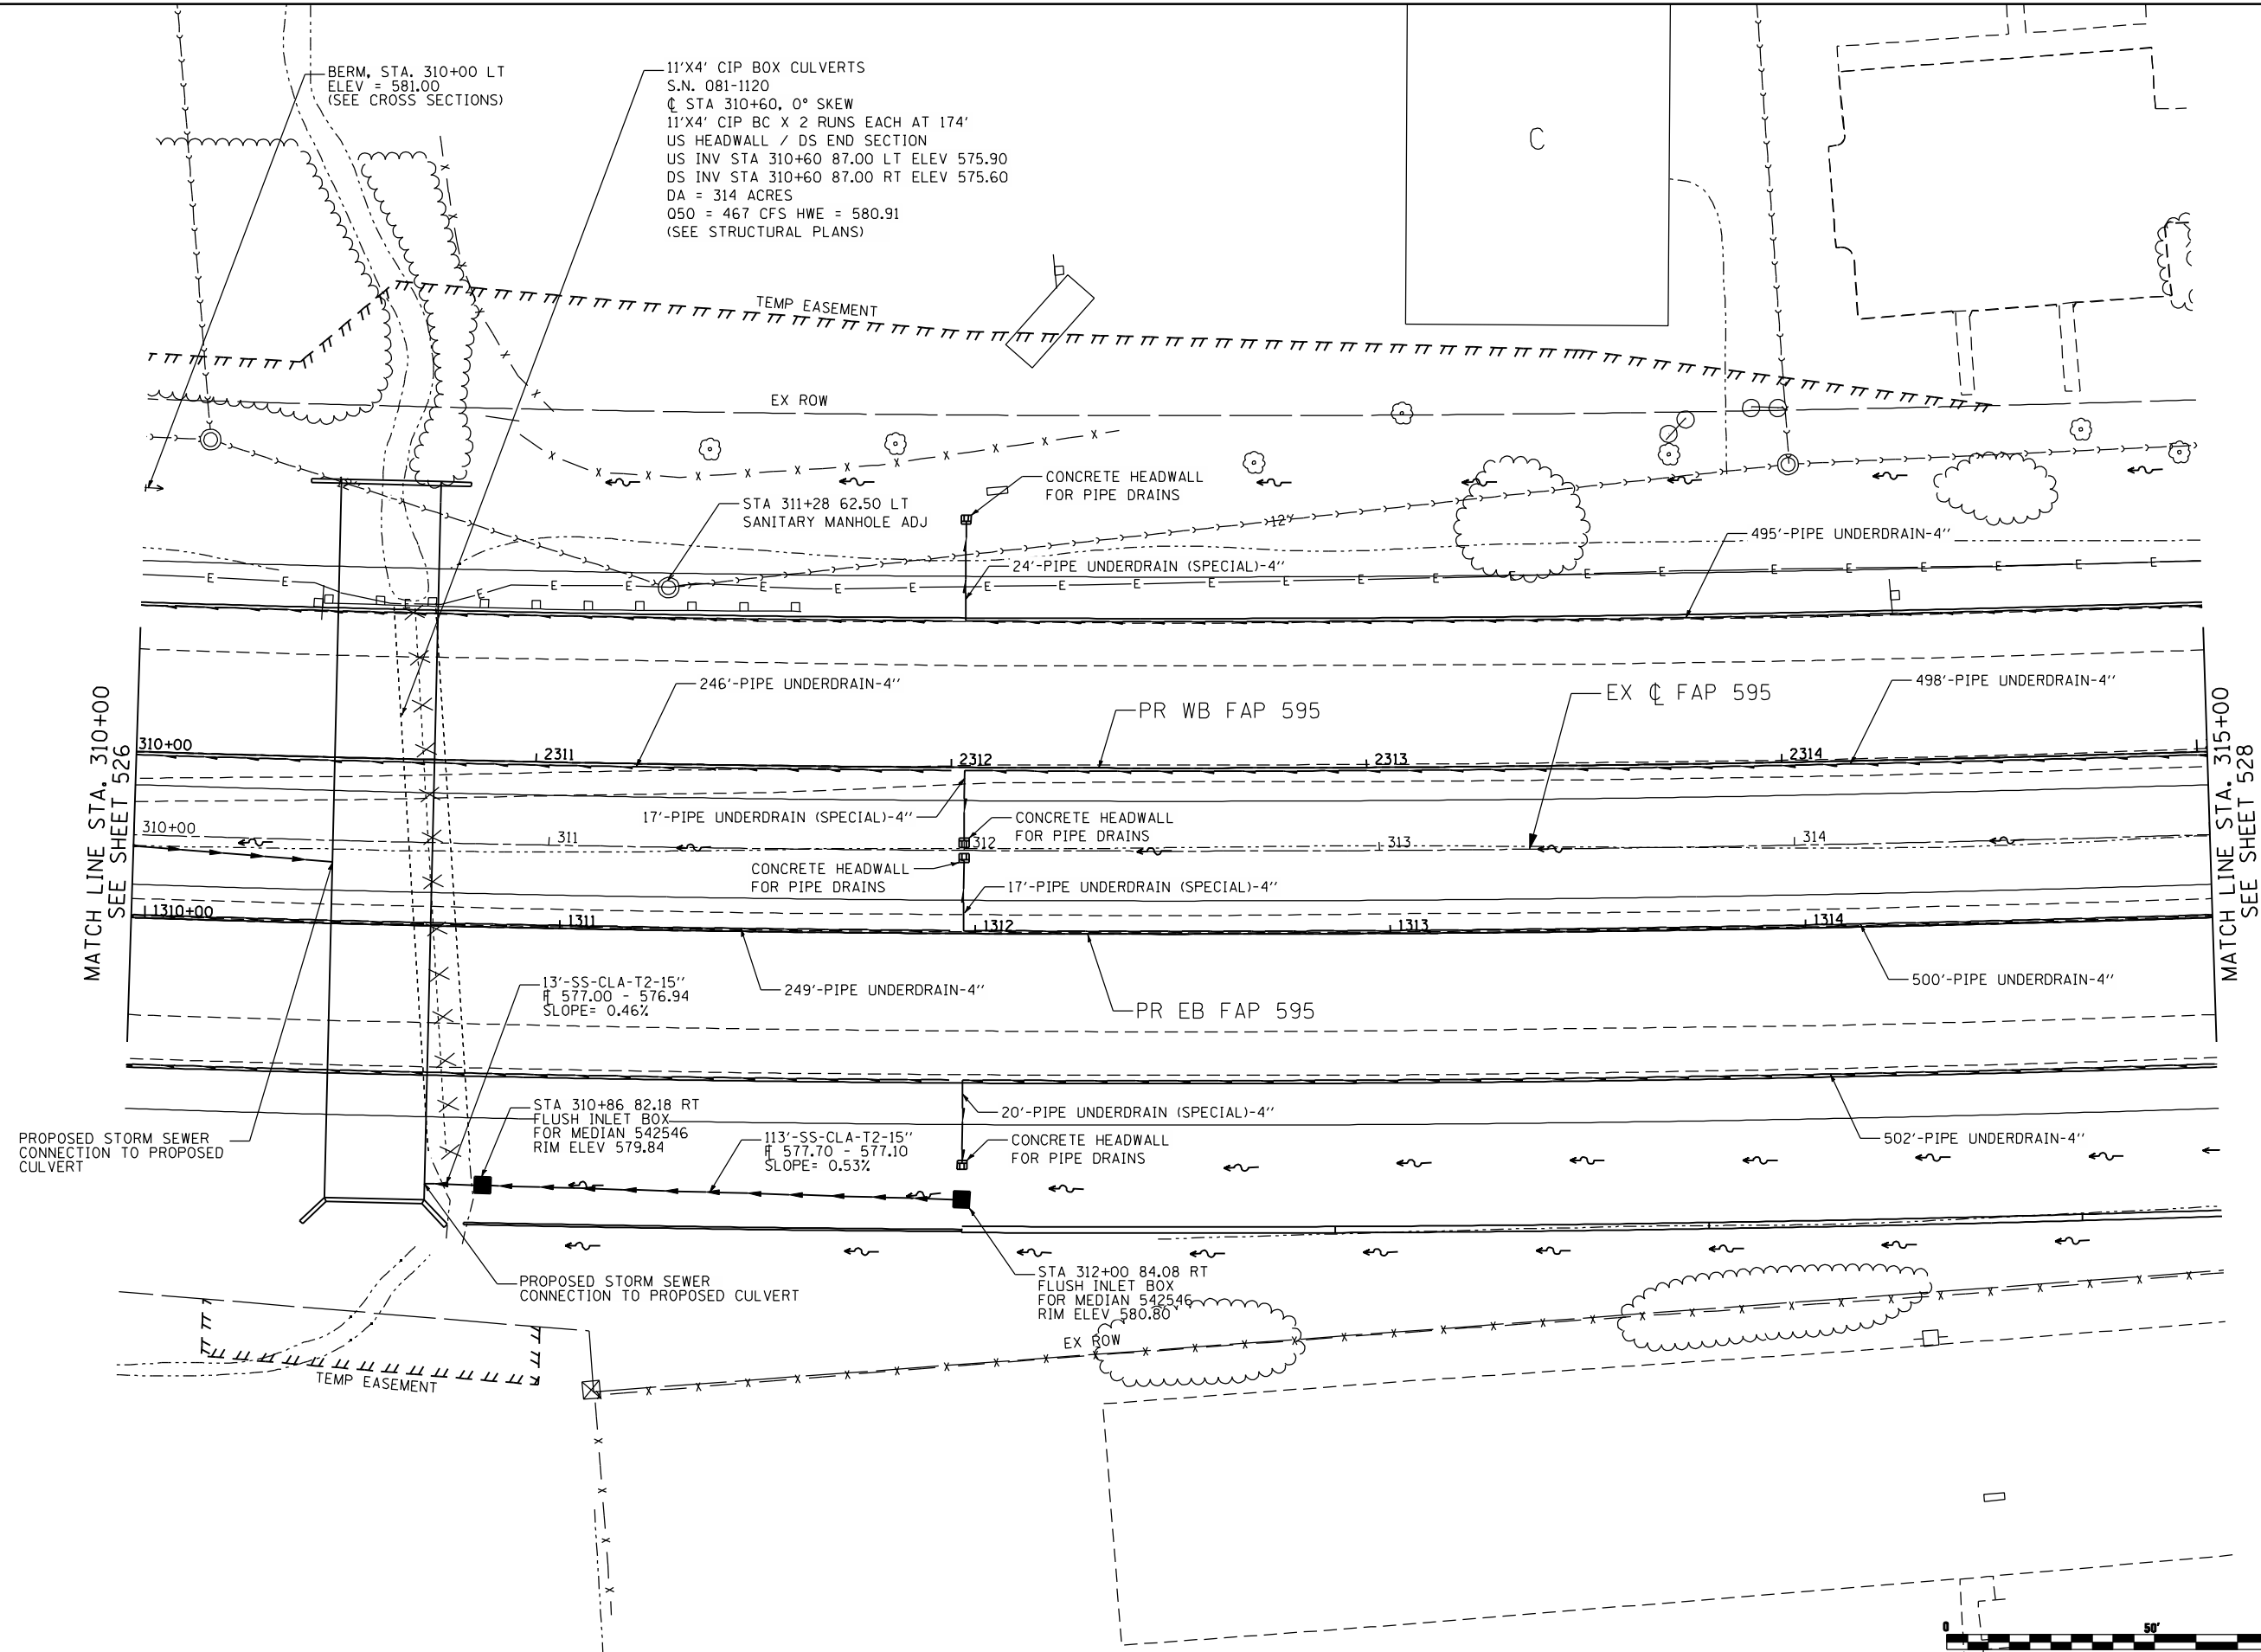 BERM, STA. 310+00 LT
ELEV = 581.00
(SEE CROSS SECTIONS)
11'X4' CIP BOX CULVERTS
S.N. 081-1120
℄ STA 310+60, 0° SKEW
11'X4' CIP BC X 2 RUNS EACH AT 174'
US HEADWALL / DS END SECTION
US INV STA 310+60 87.00 LT ELEV 575.90
DS INV STA 310+60 87.00 RT ELEV 575.60
DA = 314 ACRES
Q50 = 467 CFS HWE = 580.91
(SEE STRUCTURAL PLANS)
C
TEMP EASEMENT
EX ROW
CONCRETE HEADWALL
FOR PIPE DRAINS
STA 311+28 62.50 LT
SANITARY MANHOLE ADJ
12"
495'-PIPE UNDERDRAIN-4''
24'-PIPE UNDERDRAIN (SPECIAL)-4''
E E E E E E E E E E E E E E E E E E E E E E E
246'-PIPE UNDERDRAIN-4''
PR WB FAP 595
EX ℄ FAP 595
498'-PIPE UNDERDRAIN-4''
MATCH LINE STA. 310+00
SEE SHEET 526
MATCH LINE STA. 315+00
SEE SHEET 528
310+00
2311
2312
2313
2314
17'-PIPE UNDERDRAIN (SPECIAL)-4''
CONCRETE HEADWALL
FOR PIPE DRAINS
310+00
311
312
313
314
CONCRETE HEADWALL
FOR PIPE DRAINS
17'-PIPE UNDERDRAIN (SPECIAL)-4''
1310+00
1311
1312
1313
1314
13'-SS-CLA-T2-15''
FL 577.00 - 576.94
SLOPE= 0.46%
249'-PIPE UNDERDRAIN-4''
PR EB FAP 595
500'-PIPE UNDERDRAIN-4''
STA 310+86 82.18 RT
FLUSH INLET BOX
FOR MEDIAN 542546
RIM ELEV 579.84
113'-SS-CLA-T2-15''
FL 577.70 - 577.10
SLOPE= 0.53%
20'-PIPE UNDERDRAIN (SPECIAL)-4''
CONCRETE HEADWALL
FOR PIPE DRAINS
502'-PIPE UNDERDRAIN-4''
PROPOSED STORM SEWER
CONNECTION TO PROPOSED
CULVERT
PROPOSED STORM SEWER
CONNECTION TO PROPOSED CULVERT
STA 312+00 84.08 RT
FLUSH INLET BOX
FOR MEDIAN 542546
RIM ELEV 580.80
EX ROW
TEMP EASEMENT
0 50'